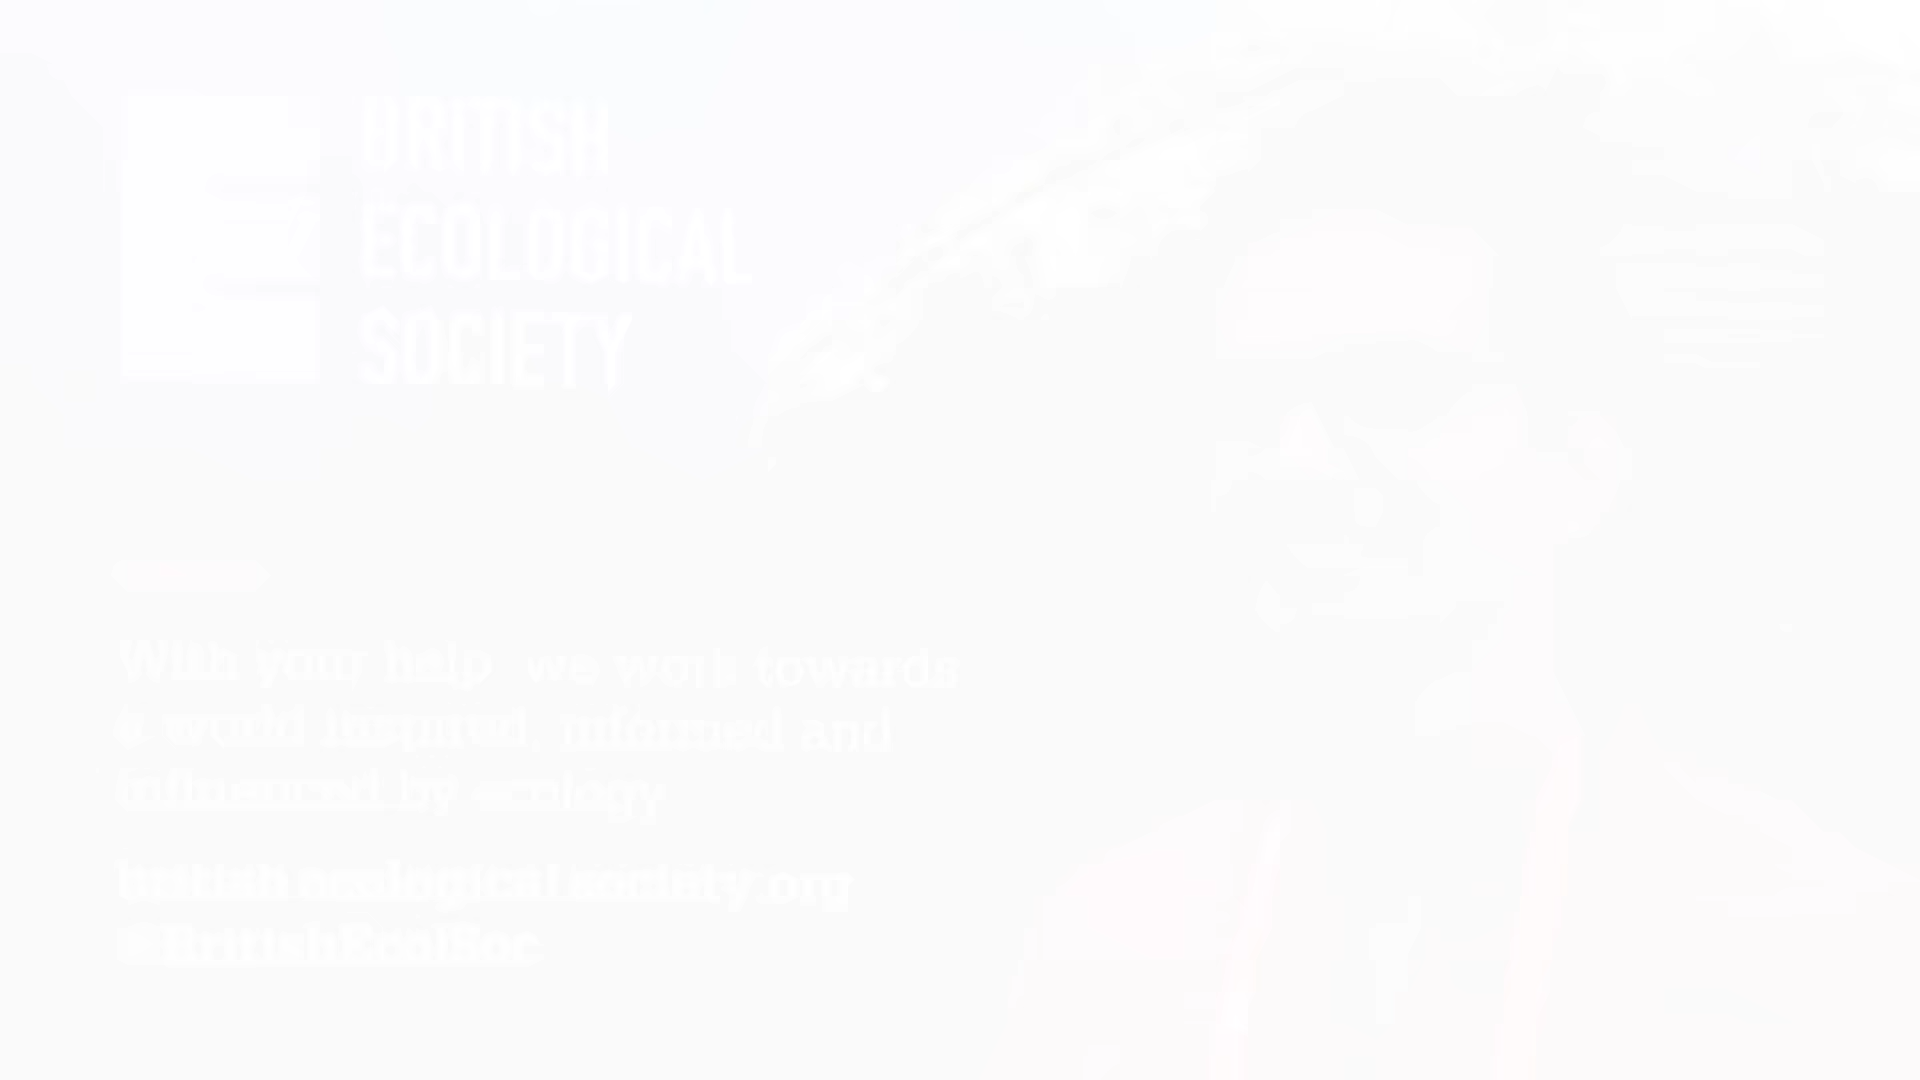 BRITISH
ECOLOGICAL
SOCIETY
With your help, we work towards
a world inspired, informed and
influenced by ecology
britishecologicalsociety.org
@BritishEcolSoc